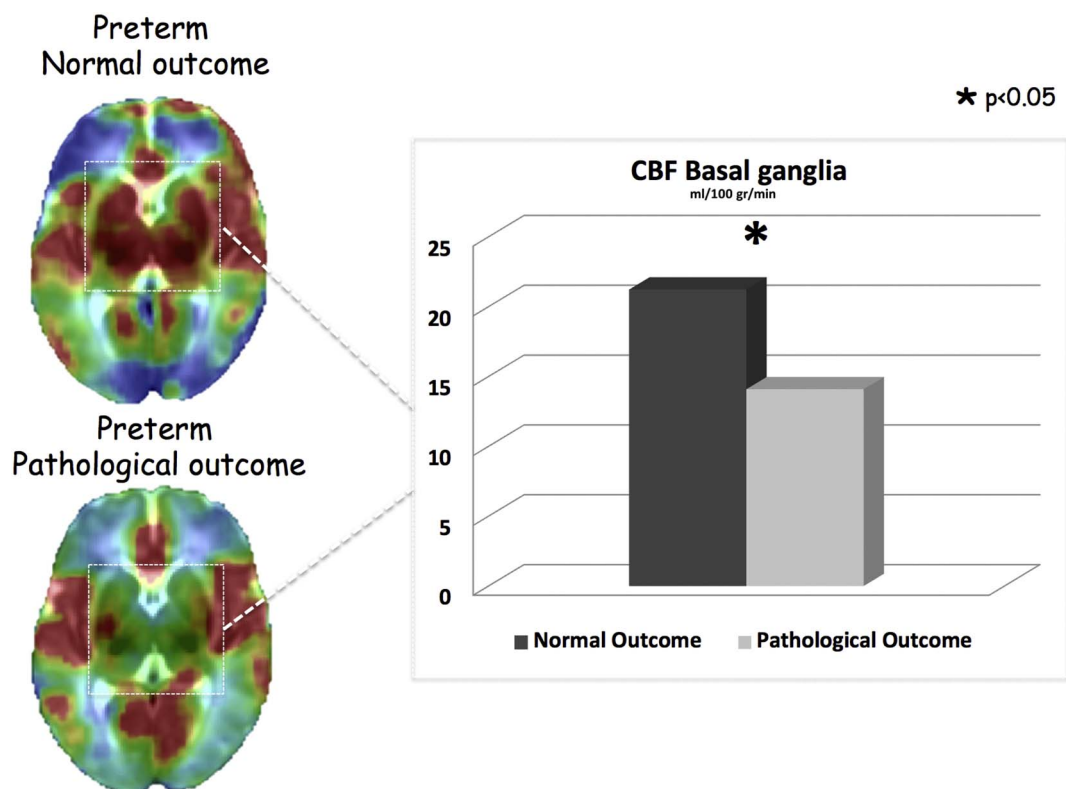 Preterm
Normal outcome
★ p<0.05
CBF Basal ganglia
ml/100 gr/min
*
25
20
15
10
5
0
Normal Outcome
Pathological Outcome
Preterm
Pathological outcome